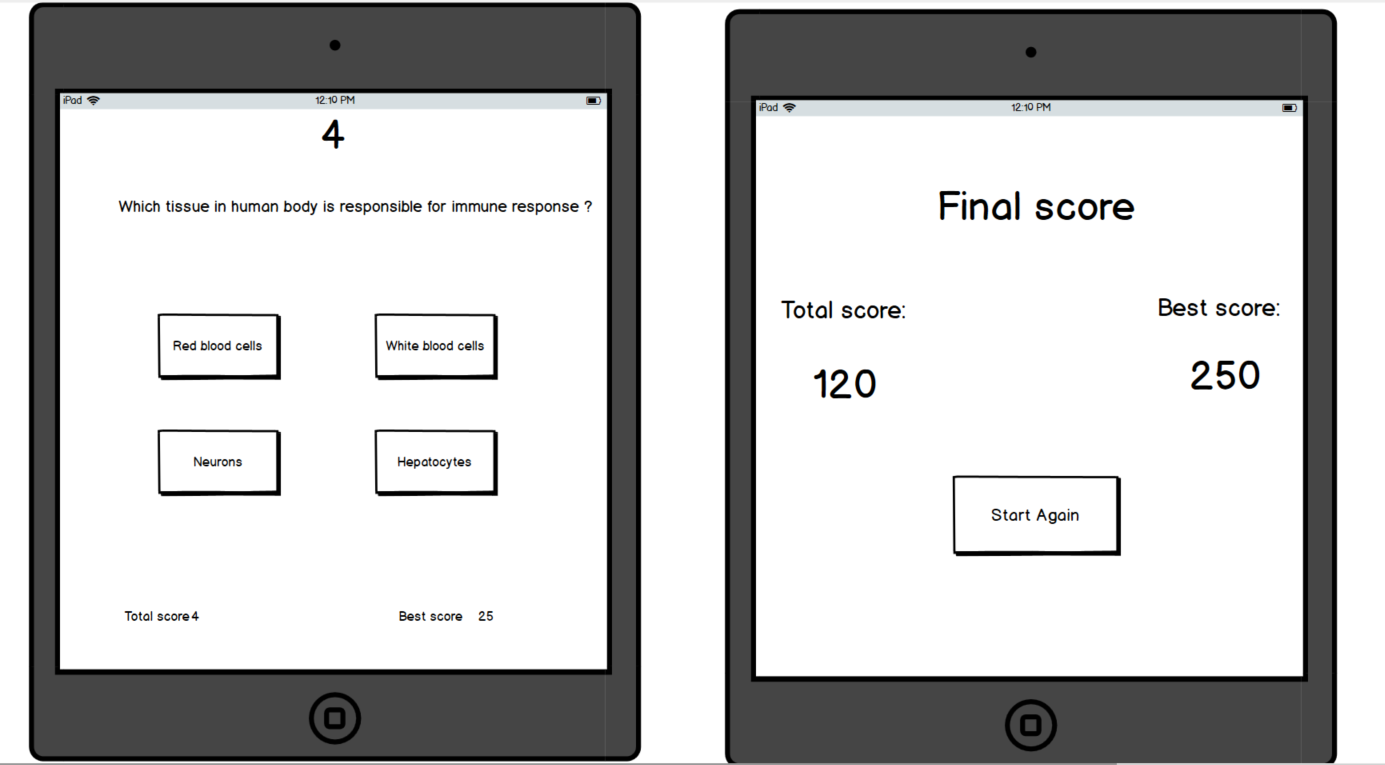 iPad 12:10 PM
4
Which tissue in human body is responsible for immune response ?
Red blood cells White blood cells
Neurons Hepatocytes
Total score 4 Best score 25
iPad 12:10 PM
Final score
Total score: Best score:
120 250
Start Again